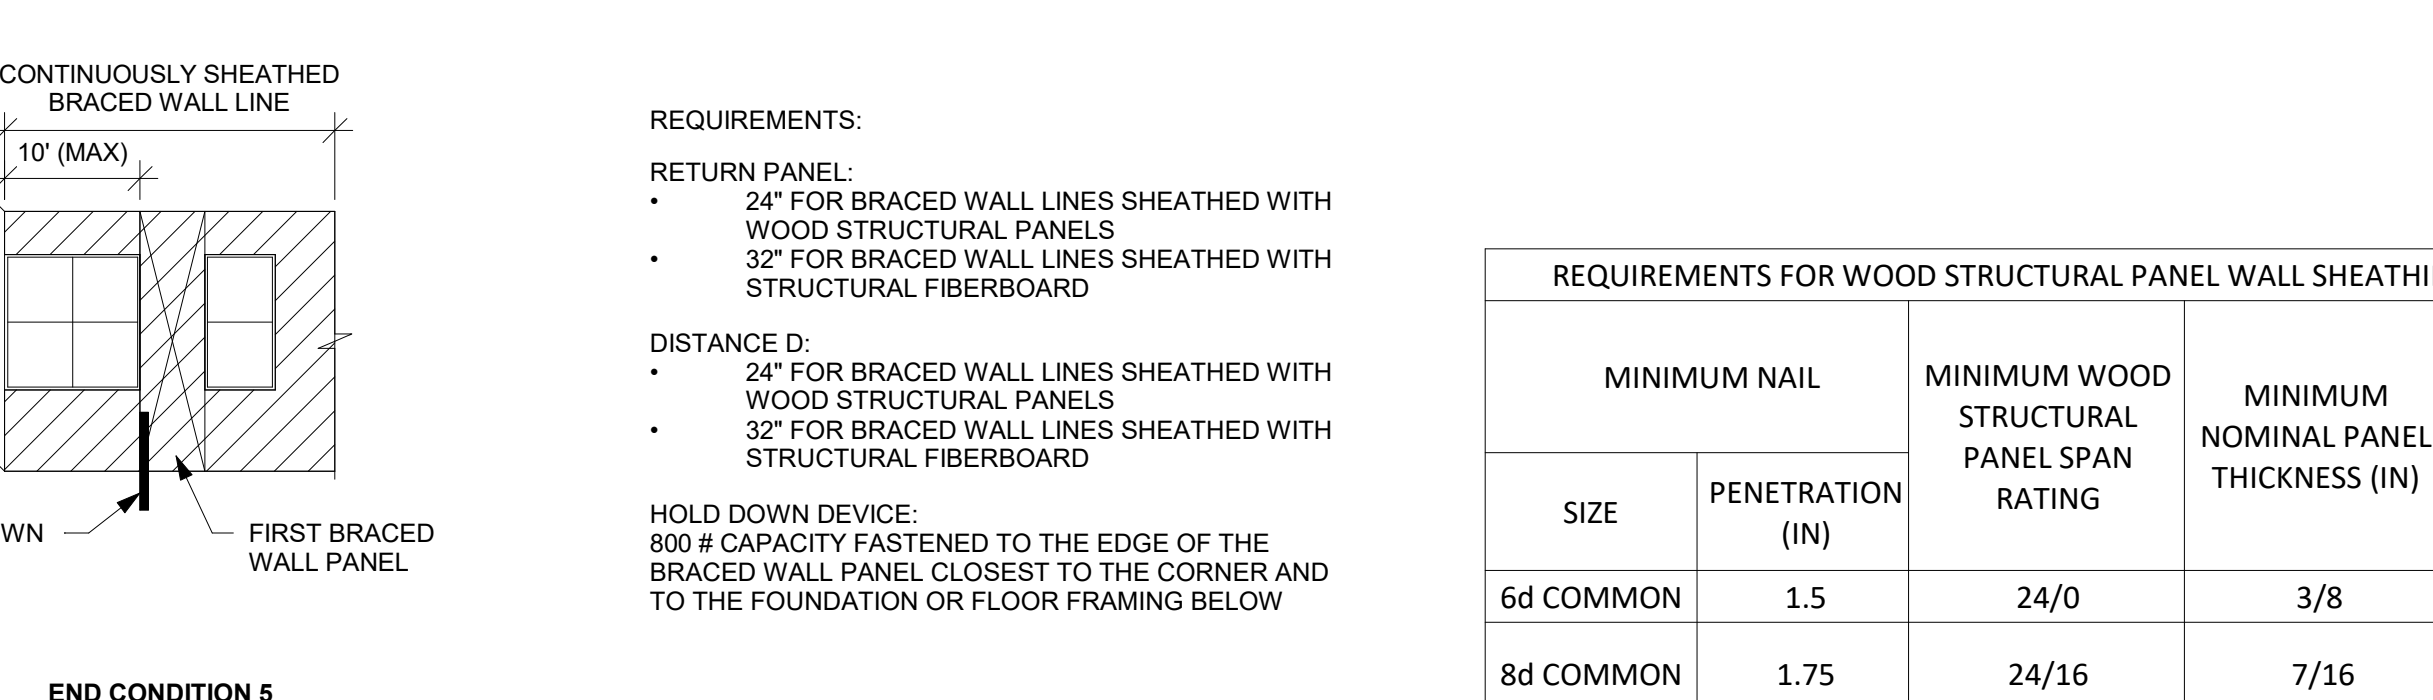 CONTINUOUSLY SHEATHED
BRACED WALL LINE
10' (MAX)
WN
FIRST BRACED
WALL PANEL
END CONDITION 5
REQUIREMENTS:
RETURN PANEL:
• 24" FOR BRACED WALL LINES SHEATHED WITH
WOOD STRUCTURAL PANELS
• 32" FOR BRACED WALL LINES SHEATHED WITH
STRUCTURAL FIBERBOARD
DISTANCE D:
• 24" FOR BRACED WALL LINES SHEATHED WITH
WOOD STRUCTURAL PANELS
• 32" FOR BRACED WALL LINES SHEATHED WITH
STRUCTURAL FIBERBOARD
HOLD DOWN DEVICE:
800 # CAPACITY FASTENED TO THE EDGE OF THE
BRACED WALL PANEL CLOSEST TO THE CORNER AND
TO THE FOUNDATION OR FLOOR FRAMING BELOW
REQUIREMENTS FOR WOOD STRUCTURAL PANEL WALL SHEATHI
MINIMUM NAIL
MINIMUM WOOD
STRUCTURAL
PANEL SPAN
RATING
MINIMUM
NOMINAL PANEL
THICKNESS (IN)
SIZE
PENETRATION
(IN)
6d COMMON 1.5 24/0 3/8
8d COMMON 1.75 24/16 7/16